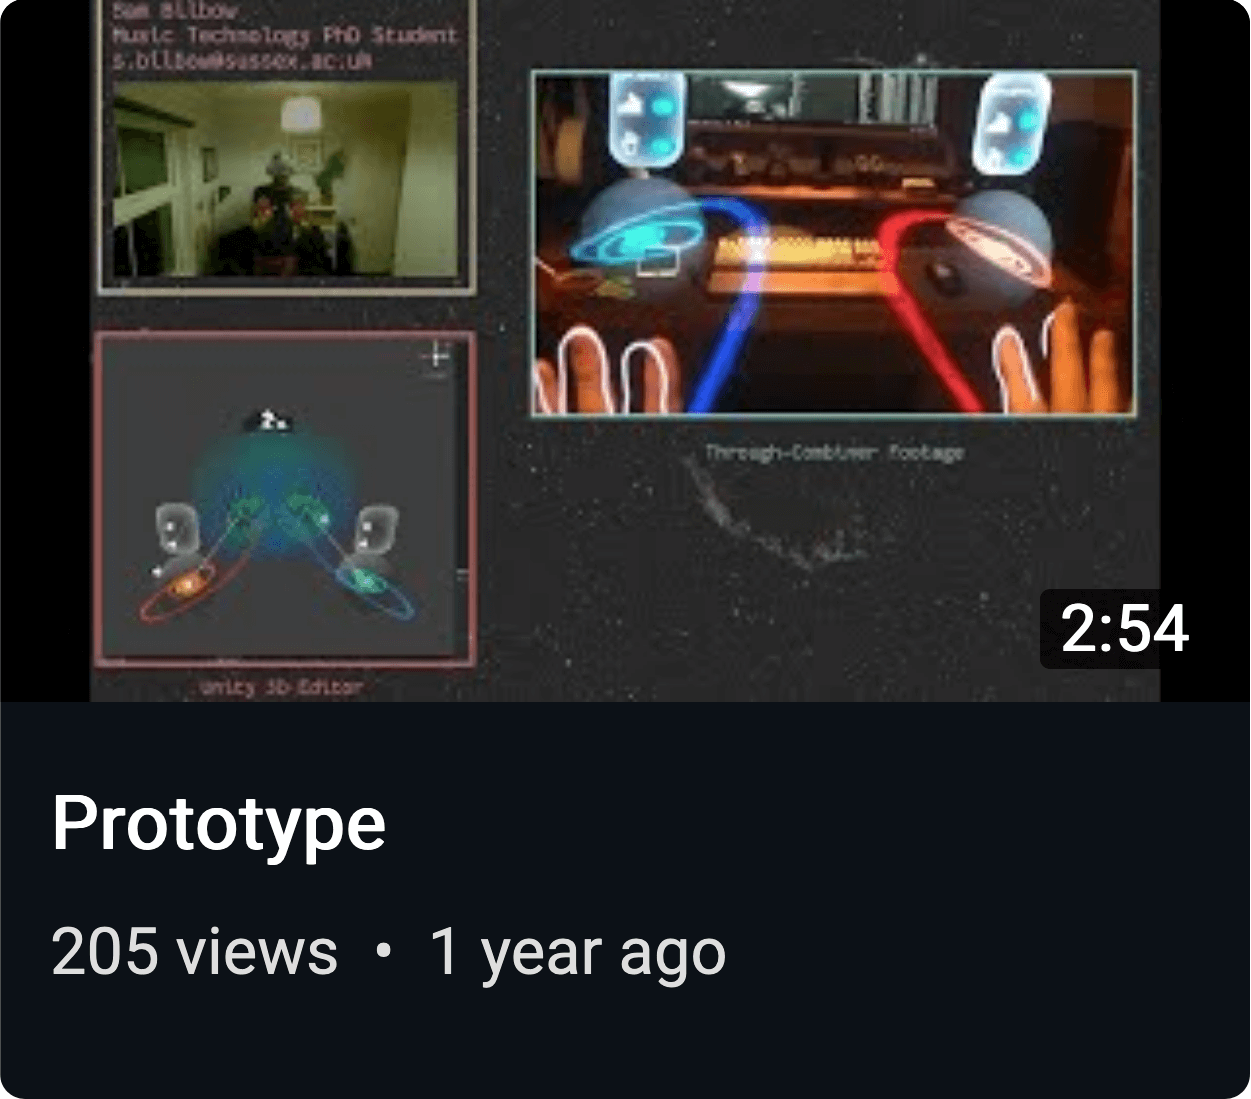 Sam Bilbow
Music Technology PhD Student
s.bilbow@sussex.ac.uk
Through-Combiner Footage
Unity 3D Editor
2:54
Prototype
205 views • 1 year ago